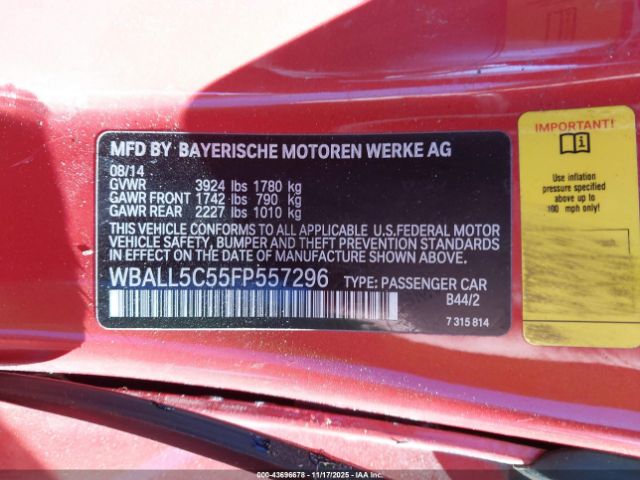 MFD BY BAYERISCHE MOTOREN WERKE AG
08/14
GVWR 3924 lbs 1780 kg
GAWR FRONT 1742 lbs 790 kg
GAWR REAR 2227 lbs 1010 kg
THIS VEHICLE CONFORMS TO ALL APPLICABLE U.S.FEDERAL MOTOR
VEHICLE SAFETY, BUMPER AND THEFT PREVENTION STANDARDS
IN EFFECT ON THE DATE OF MANUFACTURE SHOWN ABOVE.
WBALL5C55FP557296 TYPE: PASSENGER CAR
B44/2
7 315 814
IMPORTANT!
Use inflation
pressure specified
above up to
100 mph only!
200-43696678 - 11/17/2025 - IAA Inc.